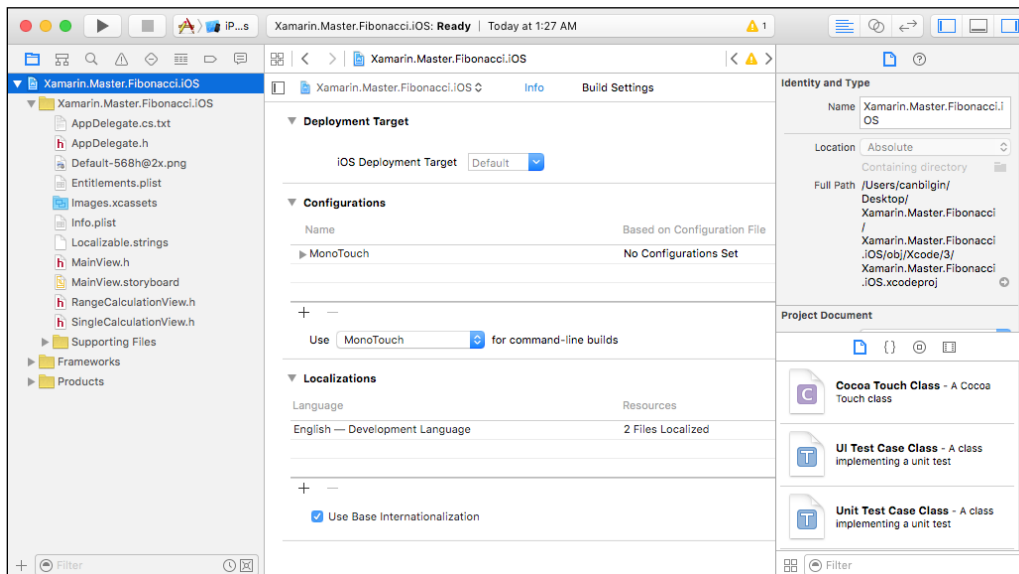 iP...s
Xamarin.Master.Fibonacci.iOS: Ready | Today at 1:27 AM
1
Xamarin.Master.Fibonacci.iOS
Xamarin.Master.Fibonacci.iOS
Xamarin.Master.Fibonacci.iOS
AppDelegate.cs.txt
AppDelegate.h
Default-568h@2x.png
Entitlements.plist
Images.xcassets
Info.plist
Localizable.strings
MainView.h
MainView.storyboard
RangeCalculationView.h
SingleCalculationView.h
Supporting Files
Frameworks
Products
Filter
Xamarin.Master.Fibonacci.iOS
Info
Build Settings
Deployment Target
iOS Deployment Target
Default
Configurations
Name
Based on Configuration File
MonoTouch
No Configurations Set
Use
MonoTouch
for command-line builds
Localizations
Language
Resources
English — Development Language
2 Files Localized
Use Base Internationalization
Identity and Type
Name
Xamarin.Master.Fibonacci.i
OS
Location
Absolute
Containing directory
Full Path
/Users/canbilgin/
Desktop/
Xamarin.Master.Fibonacci
/
Xamarin.Master.Fibonacci
.iOS/obj/Xcode/3/
Xamarin.Master.Fibonacci
.iOS.xcodeproj
Project Document
C
Cocoa Touch Class - A Cocoa
Touch class
T
UI Test Case Class - A class
implementing a unit test
T
Unit Test Case Class - A class
implementing a unit test
Filter